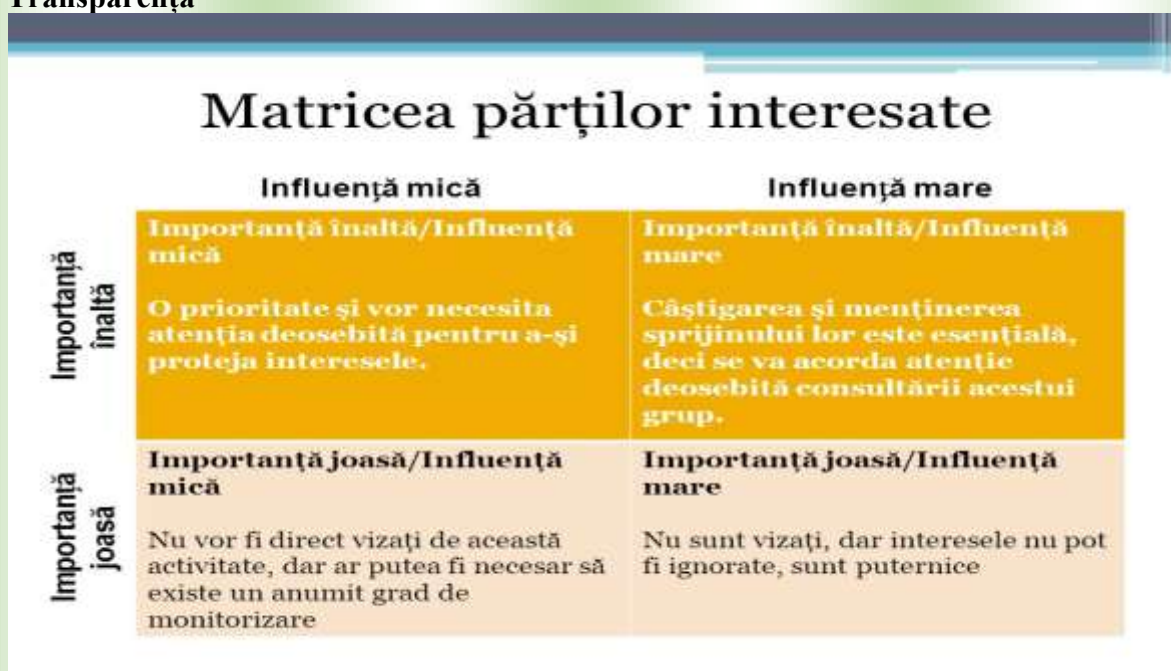 Transparența
Matricea părților interesate
Influență mică
Influență mare
Importanță
înaltă
Importanță înaltă/Influență
mică
O prioritate și vor necesita
atenția deosebită pentru a-și
proteja interesele.
Importanță înaltă/Influență
mare
Câștigarea și menținerea
sprijinului lor este esențială,
deci se va acorda atenție
deosebită consultării acestui
grup.
Importanță
joasă
Importanță joasă/Influență
mică
Nu vor fi direct vizați de această
activitate, dar ar putea fi necesar să
existe un anumit grad de
monitorizare
Importanță joasă/Influență
mare
Nu sunt vizați, dar interesele nu pot
fi ignorate, sunt puternice